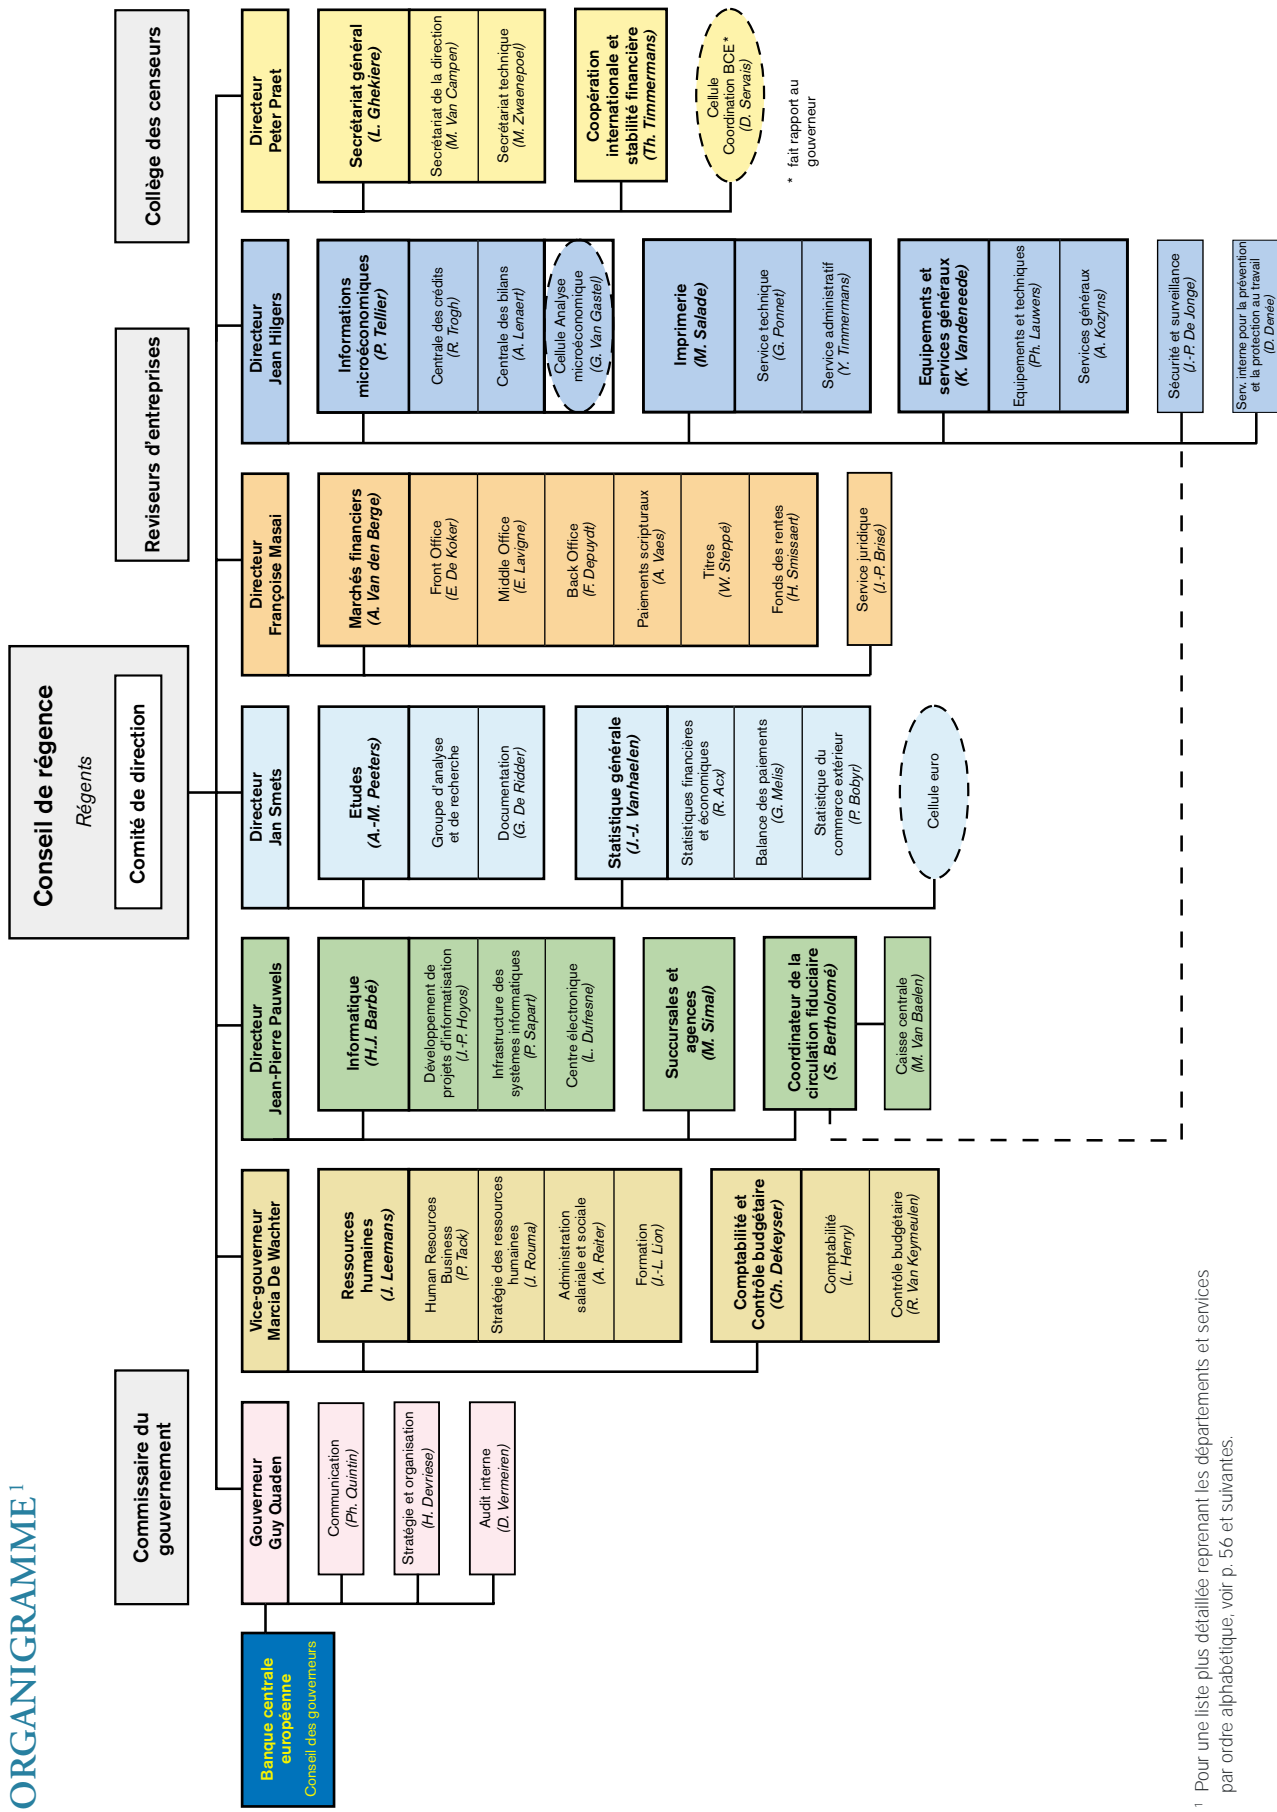 ORGANIGRAMME 1
Conseil de régence
Régents
Comité de direction
Commissaire du
gouvernement
Reviseurs d'entreprises
Collège des censeurs
Banque centrale
européenne
Conseil des gouverneurs
Gouverneur
Guy Quaden
Communication
(Ph. Quintin)
Stratégie et organisation
(H. Devriese)
Audit interne
(D. Vermeiren)
Vice-gouverneur
Marcia De Wachter
Ressources
humaines
(J. Leemans)
Human Resources
Business
(P. Tack)
Stratégie des ressources
humaines
(J. Rouma)
Administration
salariale et sociale
(A. Reiter)
Formation
(J.-L. Lion)
Comptabilité et
Contrôle budgétaire
(Ch. Dekeyser)
Comptabilité
(L. Henry)
Contrôle budgétaire
(R. Van Keymeulen)
Directeur
Jean-Pierre Pauwels
Informatique
(H.J. Barbé)
Développement de
projets d'informatisation
(J.-P. Hoyos)
Infrastructure des
systèmes informatiques
(P. Sapart)
Centre électronique
(L. Dufresne)
Succursales et
agences
(M. Simal)
Coordinateur de la
circulation fiduciaire
(S. Bertholomé)
Caisse centrale
(M. Van Baelen)
Directeur
Jan Smets
Etudes
(A.-M. Peeters)
Groupe d'analyse
et de recherche
Documentation
(G. De Ridder)
Statistique générale
(J.-J. Vanhaelen)
Statistiques financières
et économiques
(R. Acx)
Balance des paiements
(G. Melis)
Statistique du
commerce extérieur
(P. Bobyr)
Cellule euro
Directeur
Françoise Masai
Marchés financiers
(A. Van den Berge)
Front Office
(E. De Koker)
Middle Office
(E. Lavigne)
Back Office
(F. Depuydt)
Paiements scripturaux
(A. Vaes)
Titres
(W. Steppé)
Fonds des rentes
(H. Smissaert)
Service juridique
(J.-P. Brisé)
Directeur
Jean Hilgers
Informations
microéconomiques
(P. Tellier)
Centrale des crédits
(R. Trogh)
Centrale des bilans
(A. Lenaert)
Cellule Analyse
microéconomique
(G. Van Gastel)
Imprimerie
(M. Salade)
Service technique
(G. Ponnet)
Service administratif
(Y. Timmermans)
Equipements et
services généraux
(K. Vandeneede)
Equipements et techniques
(Ph. Lauwers)
Services généraux
(A. Kozyns)
Sécurité et surveillance
(J.-P. De Jonge)
Serv. interne pour la prévention
et la protection au travail
(D. Denée)
Directeur
Peter Praet
Secrétariat général
(L. Ghekiere)
Secrétariat de la direction
(M. Van Campen)
Secrétariat technique
(M. Zwaenepoel)
Coopération
internationale et
stabilité financière
(Th. Timmermans)
Cellule
Coordination BCE *
(D. Servais)
* fait rapport au
gouverneur
1 Pour une liste plus détaillée reprenant les départements et services
par ordre alphabétique, voir p. 56 et suivantes.